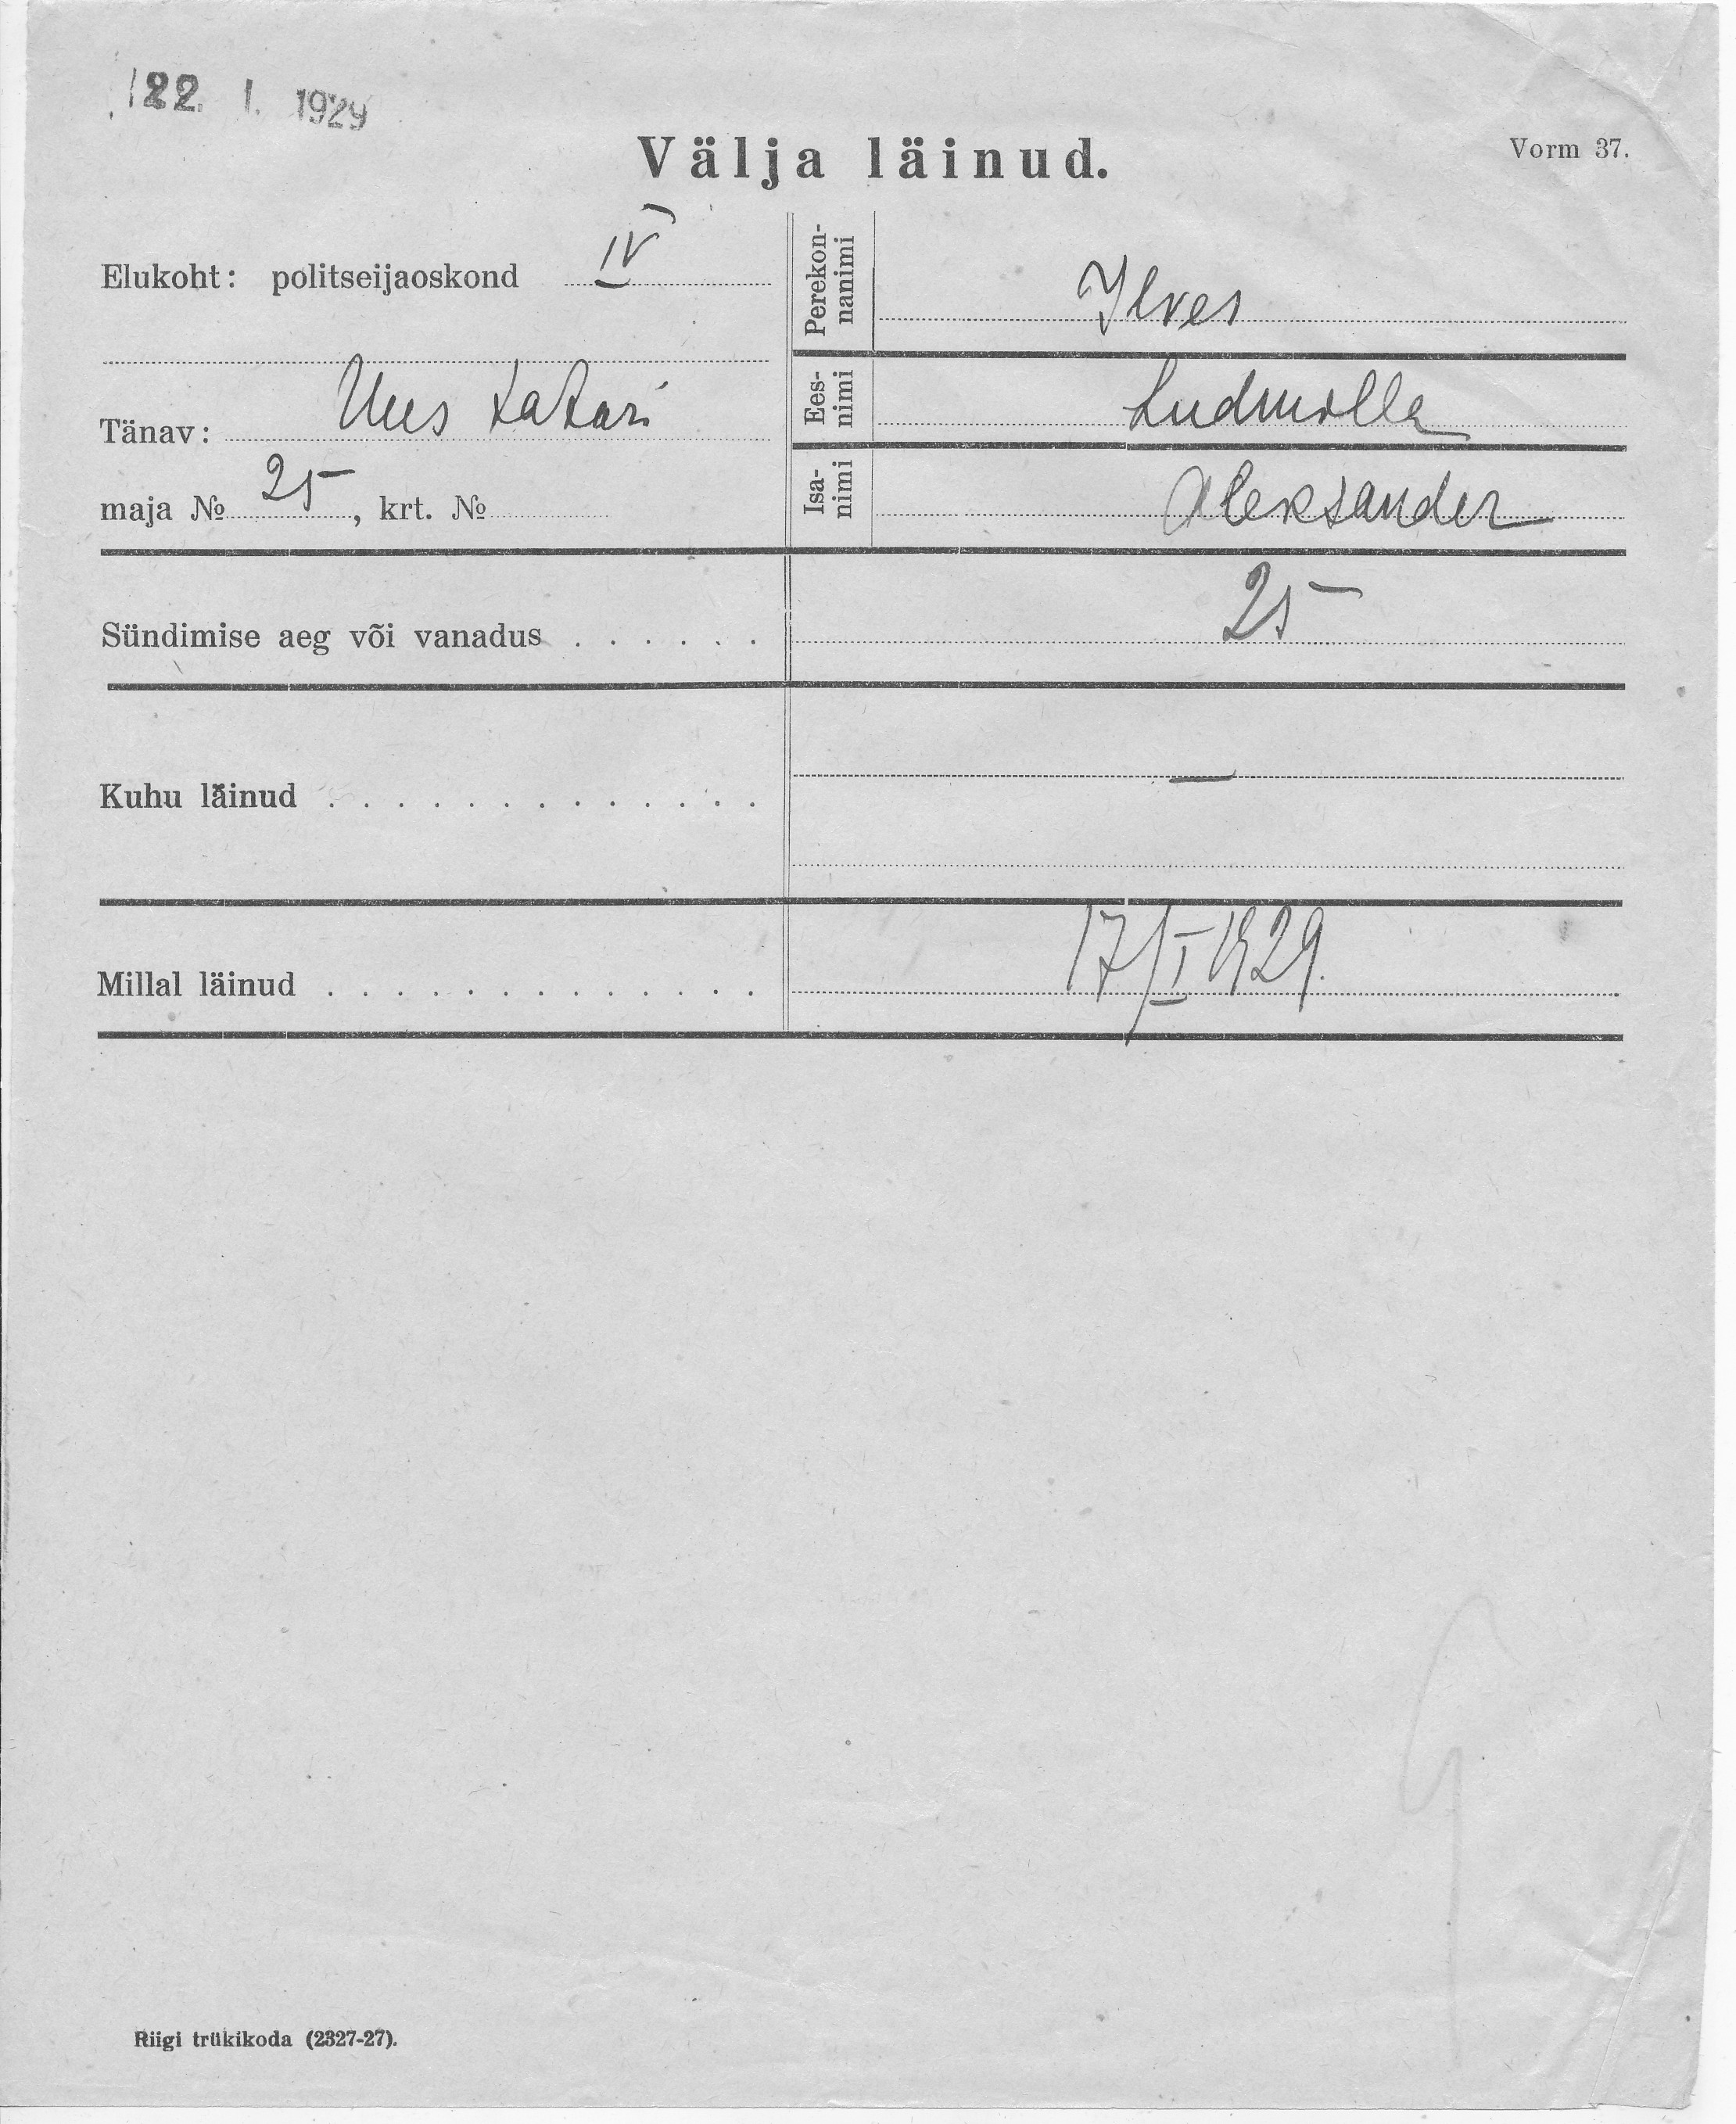 22. I. 1929
Välja läinud.
Vorm 37.
Elukoht: politseijaoskond IV
Tänav: Uus Tatari
maja № 25, krt. №
Perekon-
nanimi
Ilves
Ees-
nimi
Ludmilla
Isa-
nimi
Aleksander
Sündimise aeg või vanadus . . . . . . 25
Kuhu läinud . . . . . . . . . . . . . —
Millal läinud . . . . . . . . . . . . . 17/I 1929.
Riigi trükikoda (2327-27).